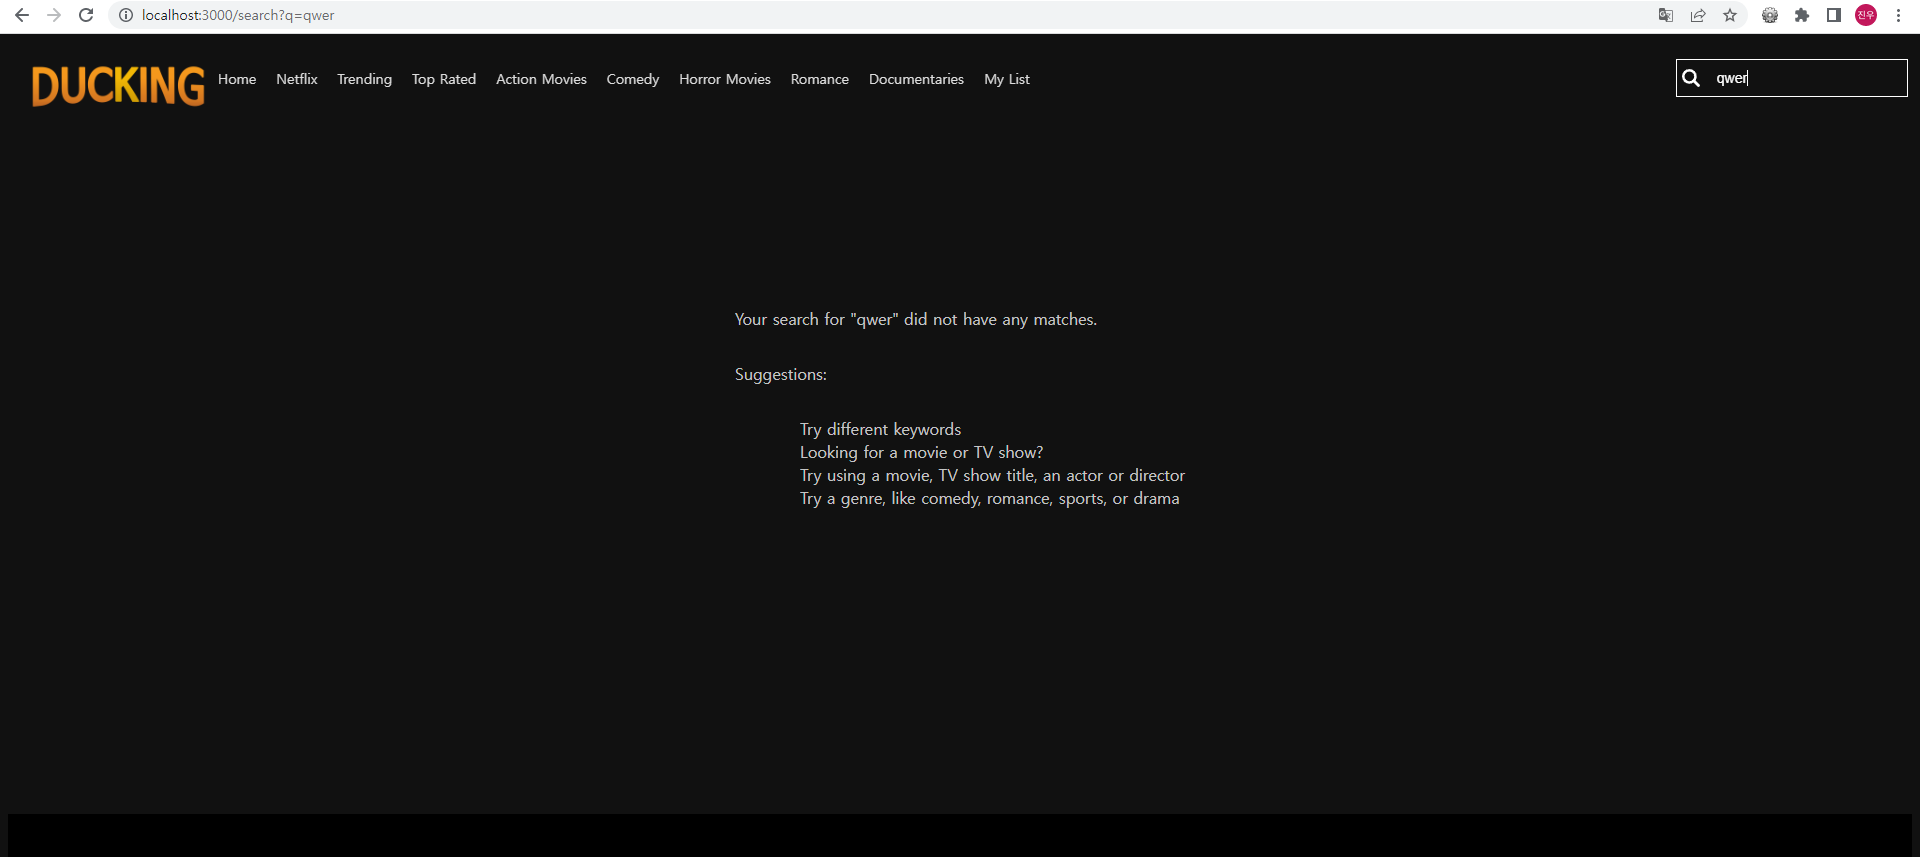 localhost:3000/search?q=qwer
진우
DUCKING Home Netflix Trending Top Rated Action Movies Comedy Horror Movies Romance Documentaries My List qwer
Your search for "qwer" did not have any matches.
Suggestions:
Try different keywords
Looking for a movie or TV show?
Try using a movie, TV show title, an actor or director
Try a genre, like comedy, romance, sports, or drama